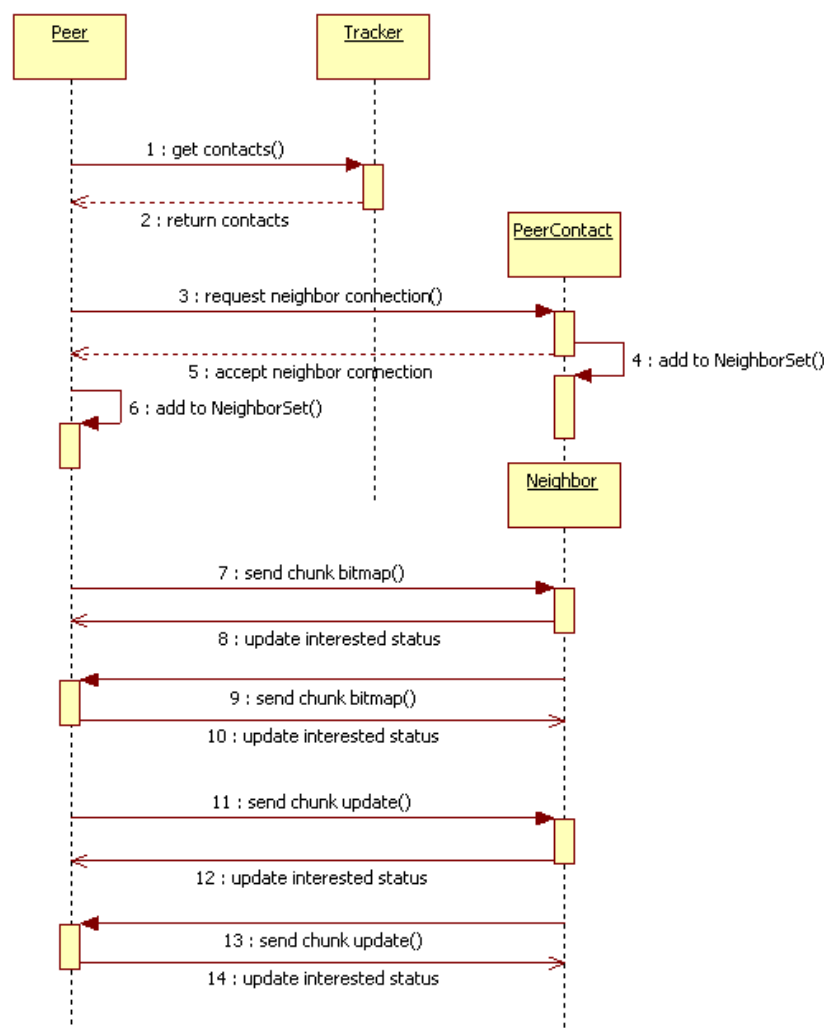 Peer
Tracker
1 : get contacts()
2 : return contacts
PeerContact
3 : request neighbor connection()
4 : add to NeighborSet()
5 : accept neighbor connection
6 : add to NeighborSet()
Neighbor
7 : send chunk bitmap()
8 : update interested status
9 : send chunk bitmap()
10 : update interested status
11 : send chunk update()
12 : update interested status
13 : send chunk update()
14 : update interested status